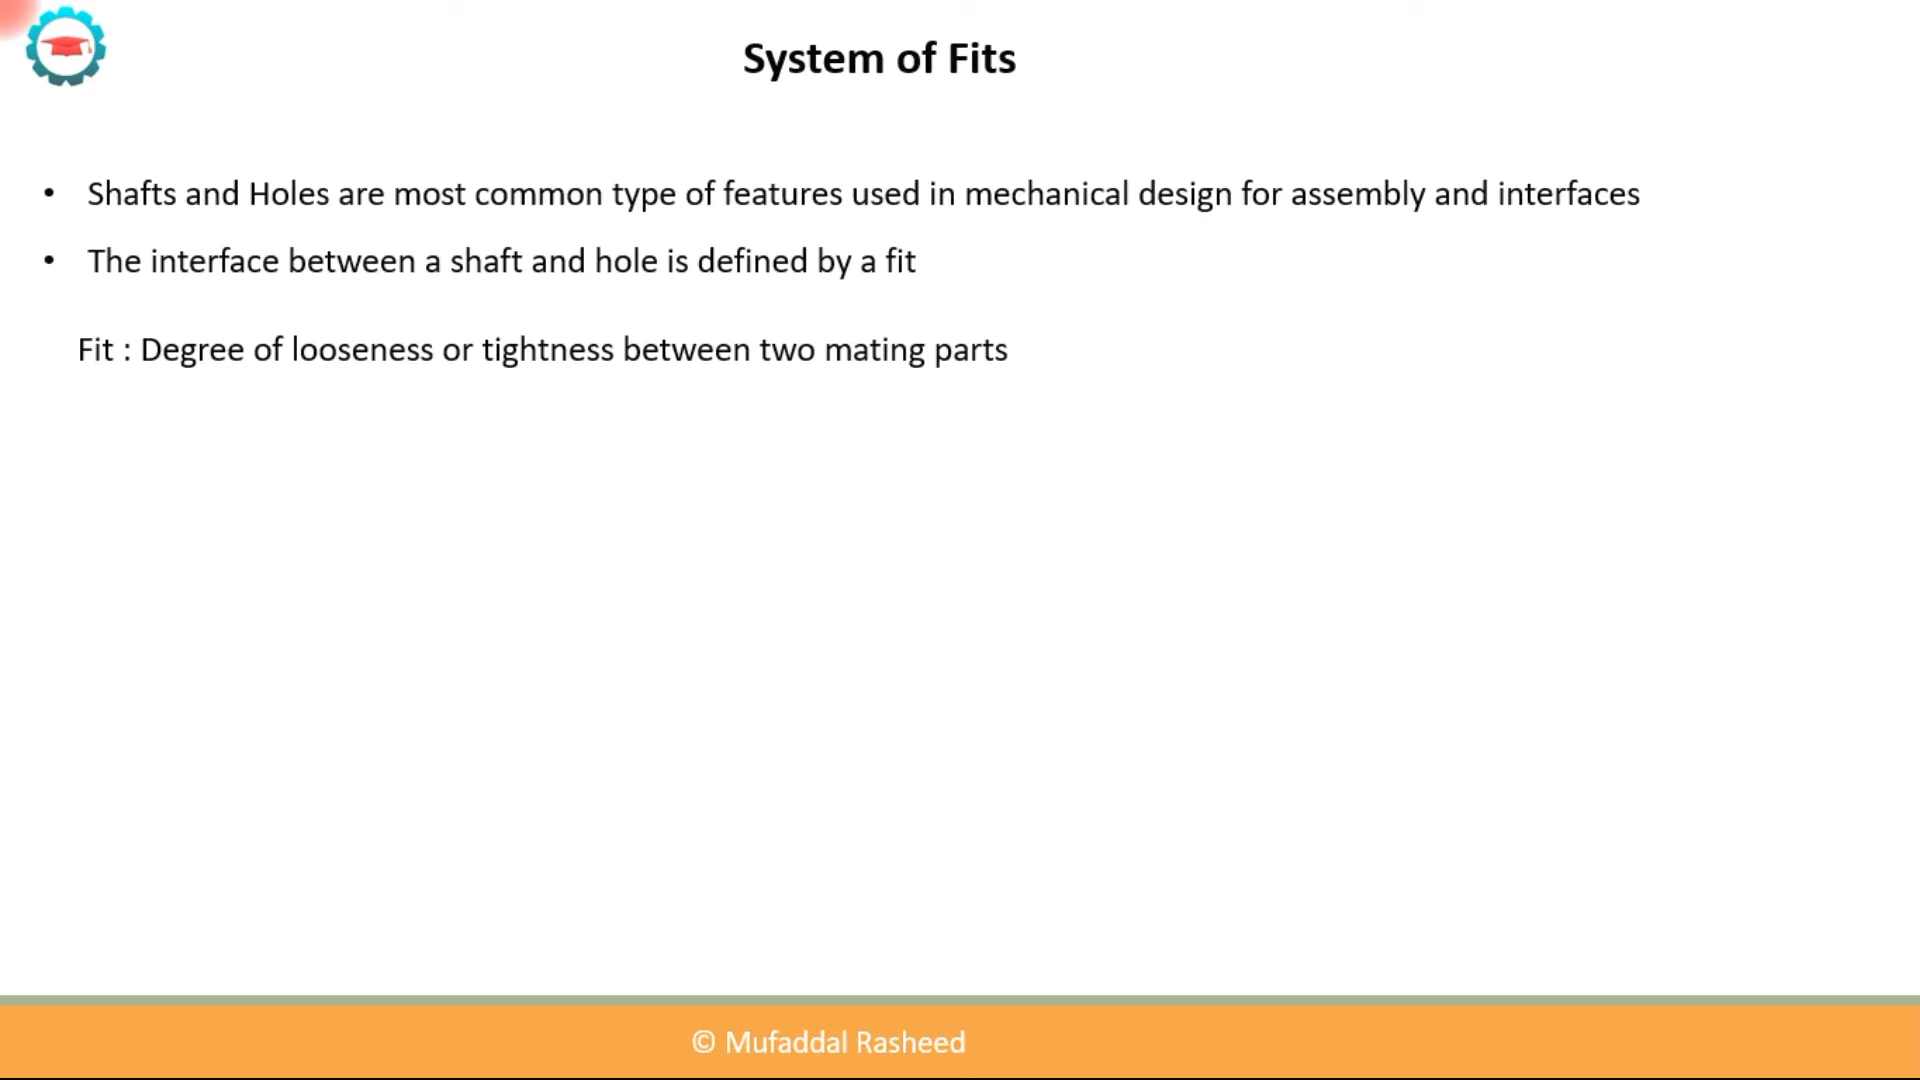 System of Fits
• Shafts and Holes are most common type of features used in mechanical design for assembly and interfaces
• The interface between a shaft and hole is defined by a fit
Fit : Degree of looseness or tightness between two mating parts
© Mufaddal Rasheed